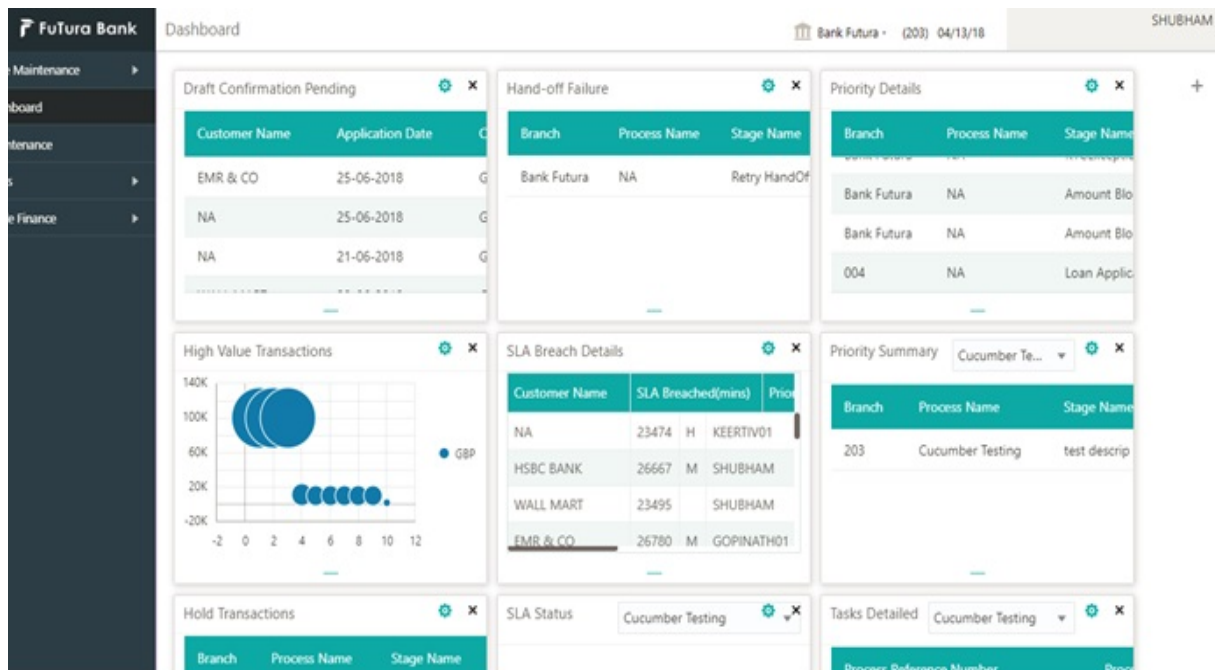 FuTura Bank
Dashboard
Bank Futura - (203) 04/13/18
SHUBHAM
Maintenance
board
ntenance
s
e Finance
Draft Confirmation Pending
Customer Name Application Date C
EMR & CO 25-06-2018 G
NA 25-06-2018 G
NA 21-06-2018 G
Hand-off Failure
Branch Process Name Stage Name
Bank Futura NA Retry HandOf
Priority Details
Branch Process Name Stage Name
Bank Futura NA Amount Blo
Bank Futura NA Amount Blo
004 NA Loan Applic
High Value Transactions
140K
100K
60K
20K
-20K
-2 0 2 4 6 8 10 12
GBP
SLA Breach Details
Customer Name SLA Breached(mins) Prior
NA 23474 H KEERTIV01
HSBC BANK 26667 M SHUBHAM
WALL MART 23495 SHUBHAM
EMR & CO 26780 M GOPINATH01
Priority Summary Cucumber Te...
Branch Process Name Stage Name
203 Cucumber Testing test descrip
Hold Transactions
Branch Process Name Stage Name
SLA Status Cucumber Testing
Tasks Detailed Cucumber Testing
Process Reference Number Proce